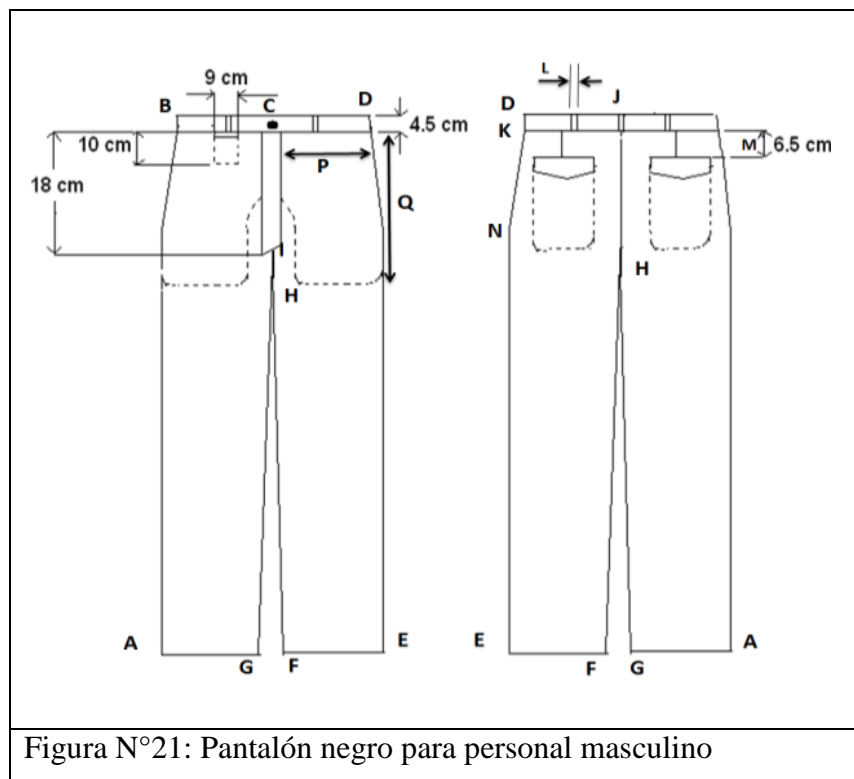 9 cm
L
B
C
D
D
J
4.5 cm
K
10 cm
M
6.5 cm
P
18 cm
Q
N
I
H
H
A
E
E
A
G
F
F
G
Figura N°21: Pantalón negro para personal masculino